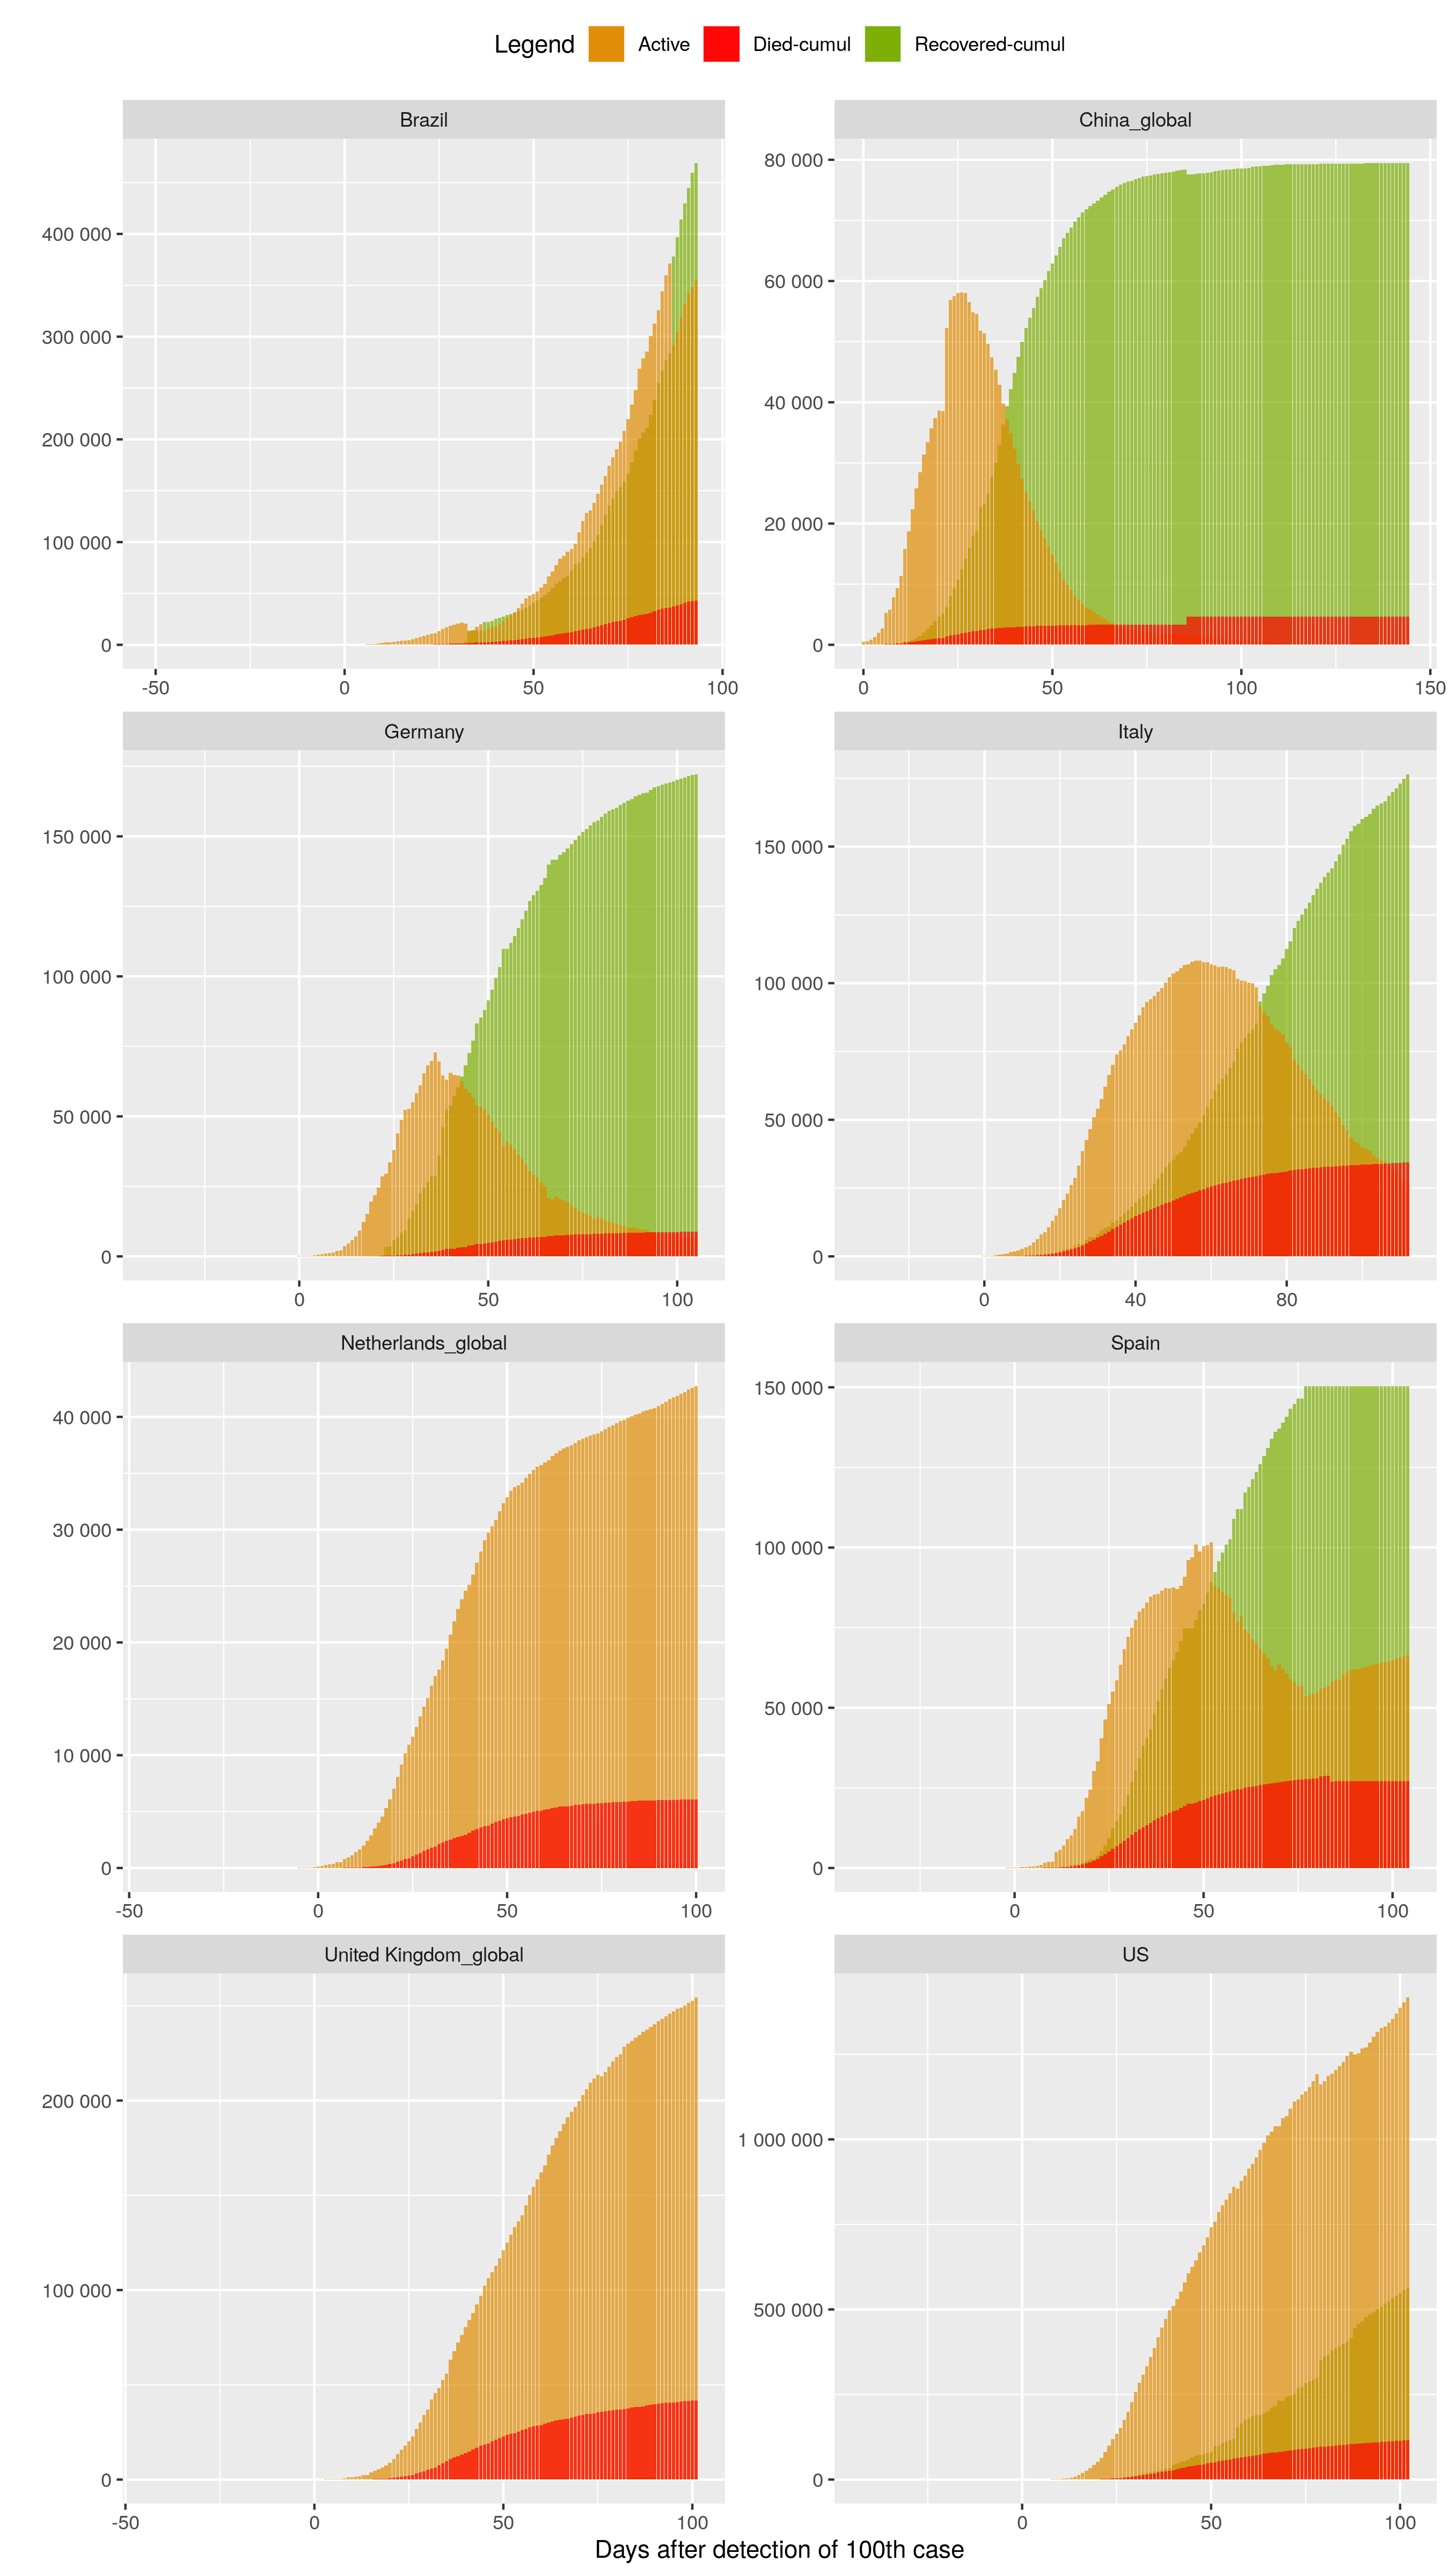 Legend Active Died-cumul Recovered-cumul
Brazil
400 000
300 000
200 000
100 000
0
-50 0 50 100
China_global
80 000
60 000
40 000
20 000
0
0 50 100 150
Germany
150 000
100 000
50 000
0
0 50 100
Italy
150 000
100 000
50 000
0
0 40 80
Netherlands_global
40 000
30 000
20 000
10 000
0
-50 0 50 100
Spain
150 000
100 000
50 000
0
0 50 100
United Kingdom_global
200 000
100 000
0
-50 0 50 100
US
1 000 000
500 000
0
0 50 100
Days after detection of 100th case